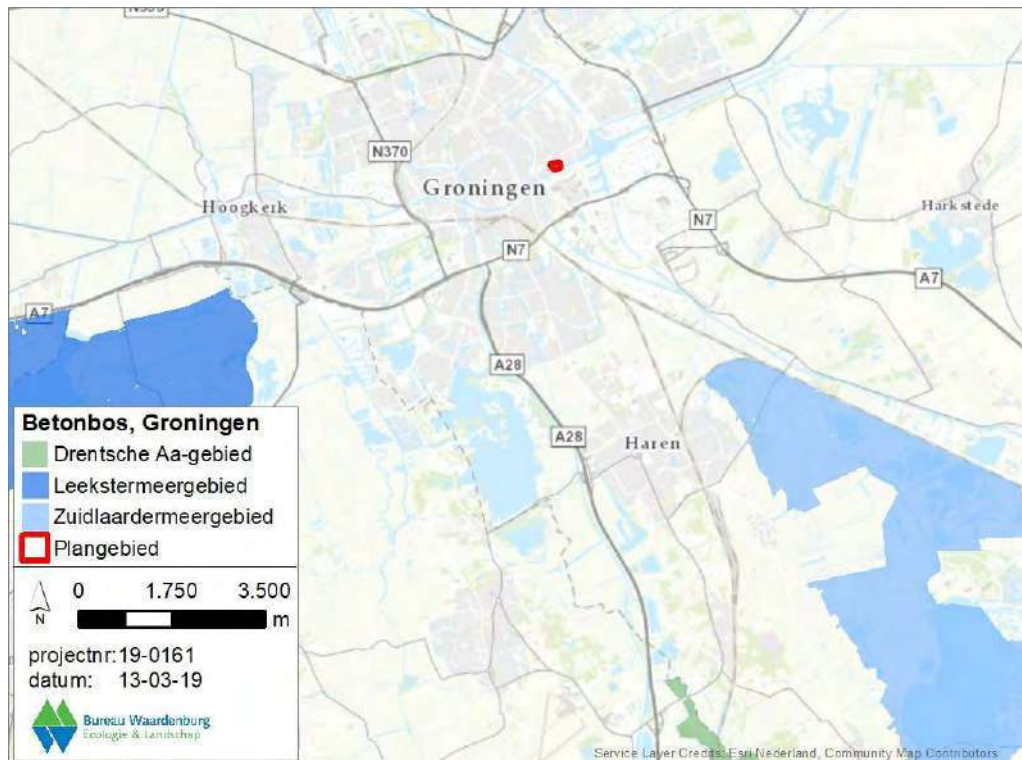 N370
Groningen
Hoogkerk
Harkstede
N7
N7
A7
A7
A28
A28
Haren
Betonbos, Groningen
Drentsche Aa-gebied
Leekstermeergebied
Zuidlaardermeergebied
Plangebied
0 1.750 3.500
m
N
projectnr: 19-0161
datum: 13-03-19
Bureau Waardenburg
Ecologie & Landschap
Service Layer Credits: Esri Nederland, Community Map Contributors